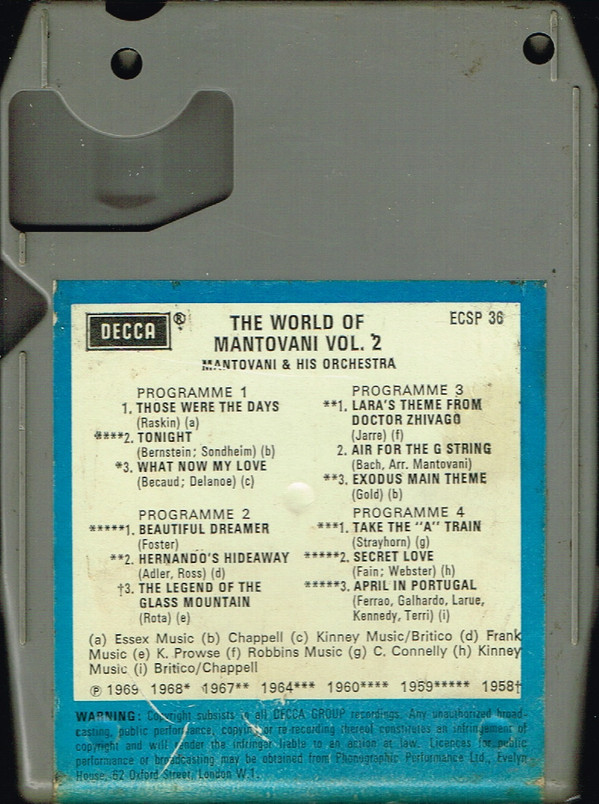 DECCA ®
THE WORLD OF
MANTOVANI VOL. 2
MANTOVANI & HIS ORCHESTRA
ECSP 36
PROGRAMME 1
1. THOSE WERE THE DAYS
(Raskin) (a)
****2. TONIGHT
(Bernstein; Sondheim) (b)
*3. WHAT NOW MY LOVE
(Becaud; Delanoe) (c)
PROGRAMME 2
*****1. BEAUTIFUL DREAMER
(Foster)
**2. HERNANDO'S HIDEAWAY
(Adler, Ross) (d)
†3. THE LEGEND OF THE
GLASS MOUNTAIN
(Rota) (e)
PROGRAMME 3
**1. LARA'S THEME FROM
DOCTOR ZHIVAGO
(Jarre) (f)
2. AIR FOR THE G STRING
(Bach, Arr. Mantovani)
**3. EXODUS MAIN THEME
(Gold) (b)
PROGRAMME 4
***1. TAKE THE "A" TRAIN
(Strayhorn) (g)
*****2. SECRET LOVE
(Fain; Webster) (h)
*****3. APRIL IN PORTUGAL
(Ferrao, Galhardo, Larue,
Kennedy, Terri) (i)
(a) Essex Music (b) Chappell (c) Kinney Music/Britico (d) Frank
Music (e) K. Prowse (f) Robbins Music (g) C. Connelly (h) Kinney
Music (i) Britico/Chappell
℗ 1969 1968* 1967** 1964*** 1960**** 1959***** 1958†
WARNING: Copyright subsists in all DECCA GROUP recordings. Any unauthorized broad-
casting, public performance, copying or re-recording thereof constitutes an infringement of
copyright and will render the infringer liable to an action at law. Licences for public
performance or broadcasting may be obtained from Phonographic Performance Ltd., Evelyn
House, 62 Oxford Street, London W.1.